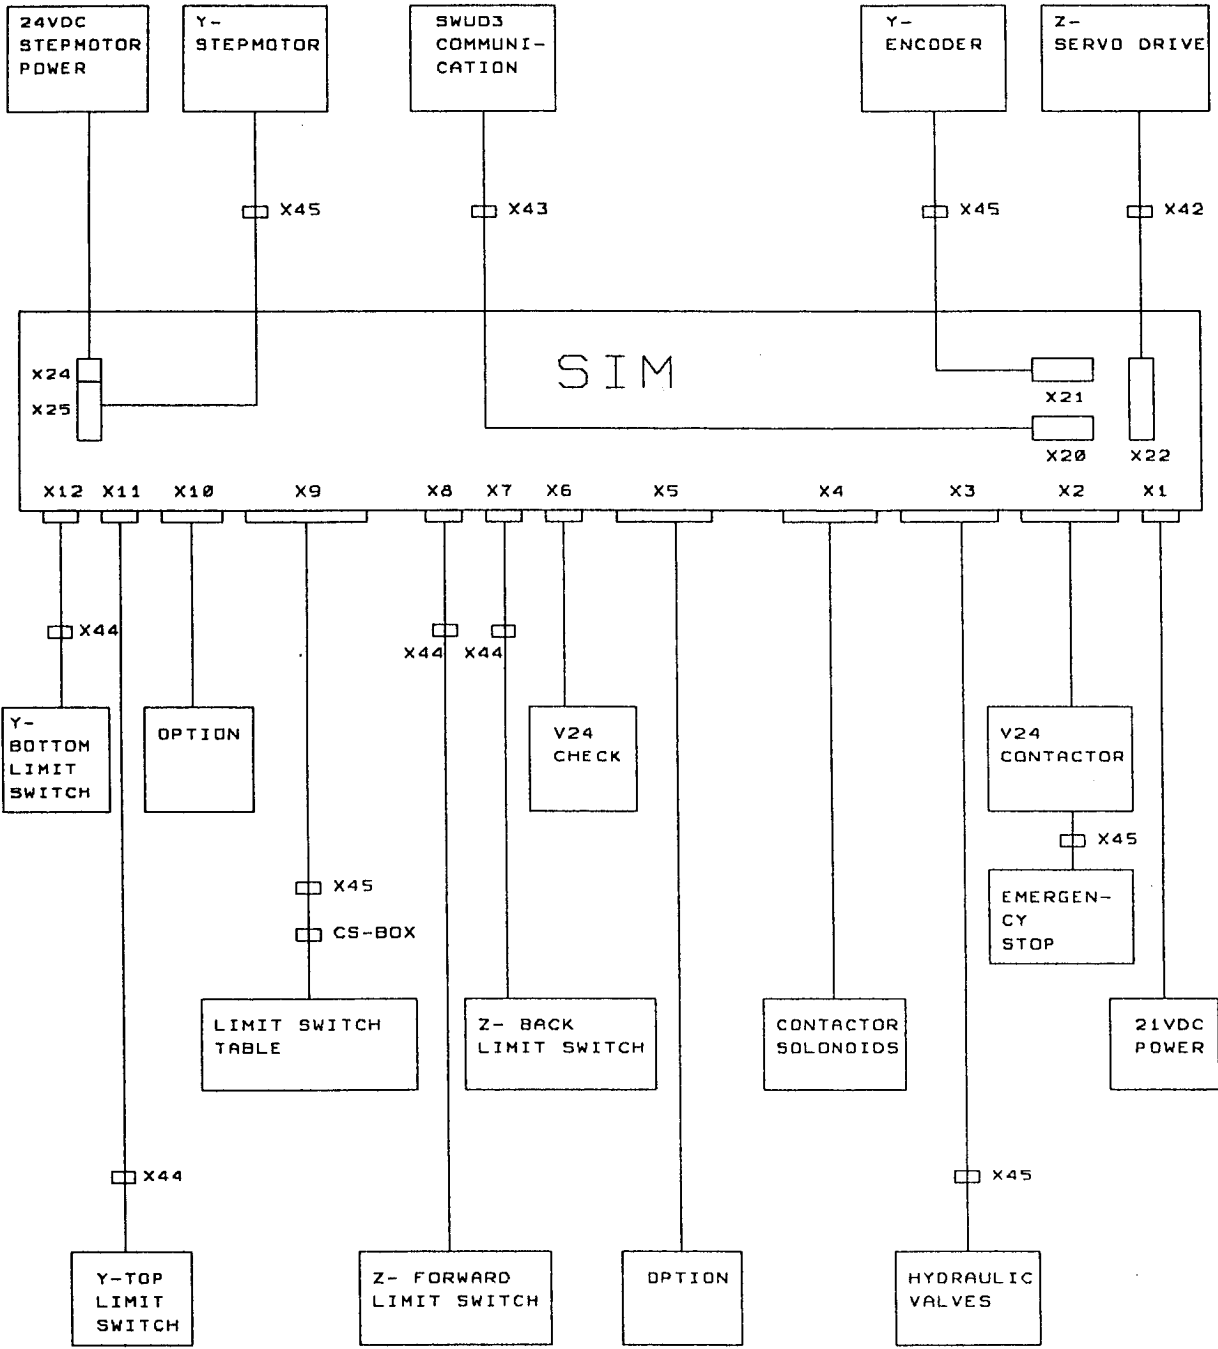 24VDC
STEPMOTOR
POWER
Y-
STEPMOTOR
SWUD3
COMMUNI-
CATION
Y-
ENCODER
Z-
SERVO DRIVE
X45
X43
X45
X42
SIM
X24
X25
X21
X20
X22
X12 X11 X10 X9 X8 X7 X6 X5 X4 X3 X2 X1
X44
X44
X44
Y-
BOTTOM
LIMIT
SWITCH
OPTION
V24
CHECK
V24
CONTACTOR
X45
X45
CS-BOX
EMERGEN-
CY
STOP
LIMIT SWITCH
TABLE
Z- BACK
LIMIT SWITCH
CONTACTOR
SOLONOIDS
21VDC
POWER
X44
X45
Y-TOP
LIMIT
SWITCH
Z- FORWARD
LIMIT SWITCH
OPTION
HYDRAULIC
VALVES